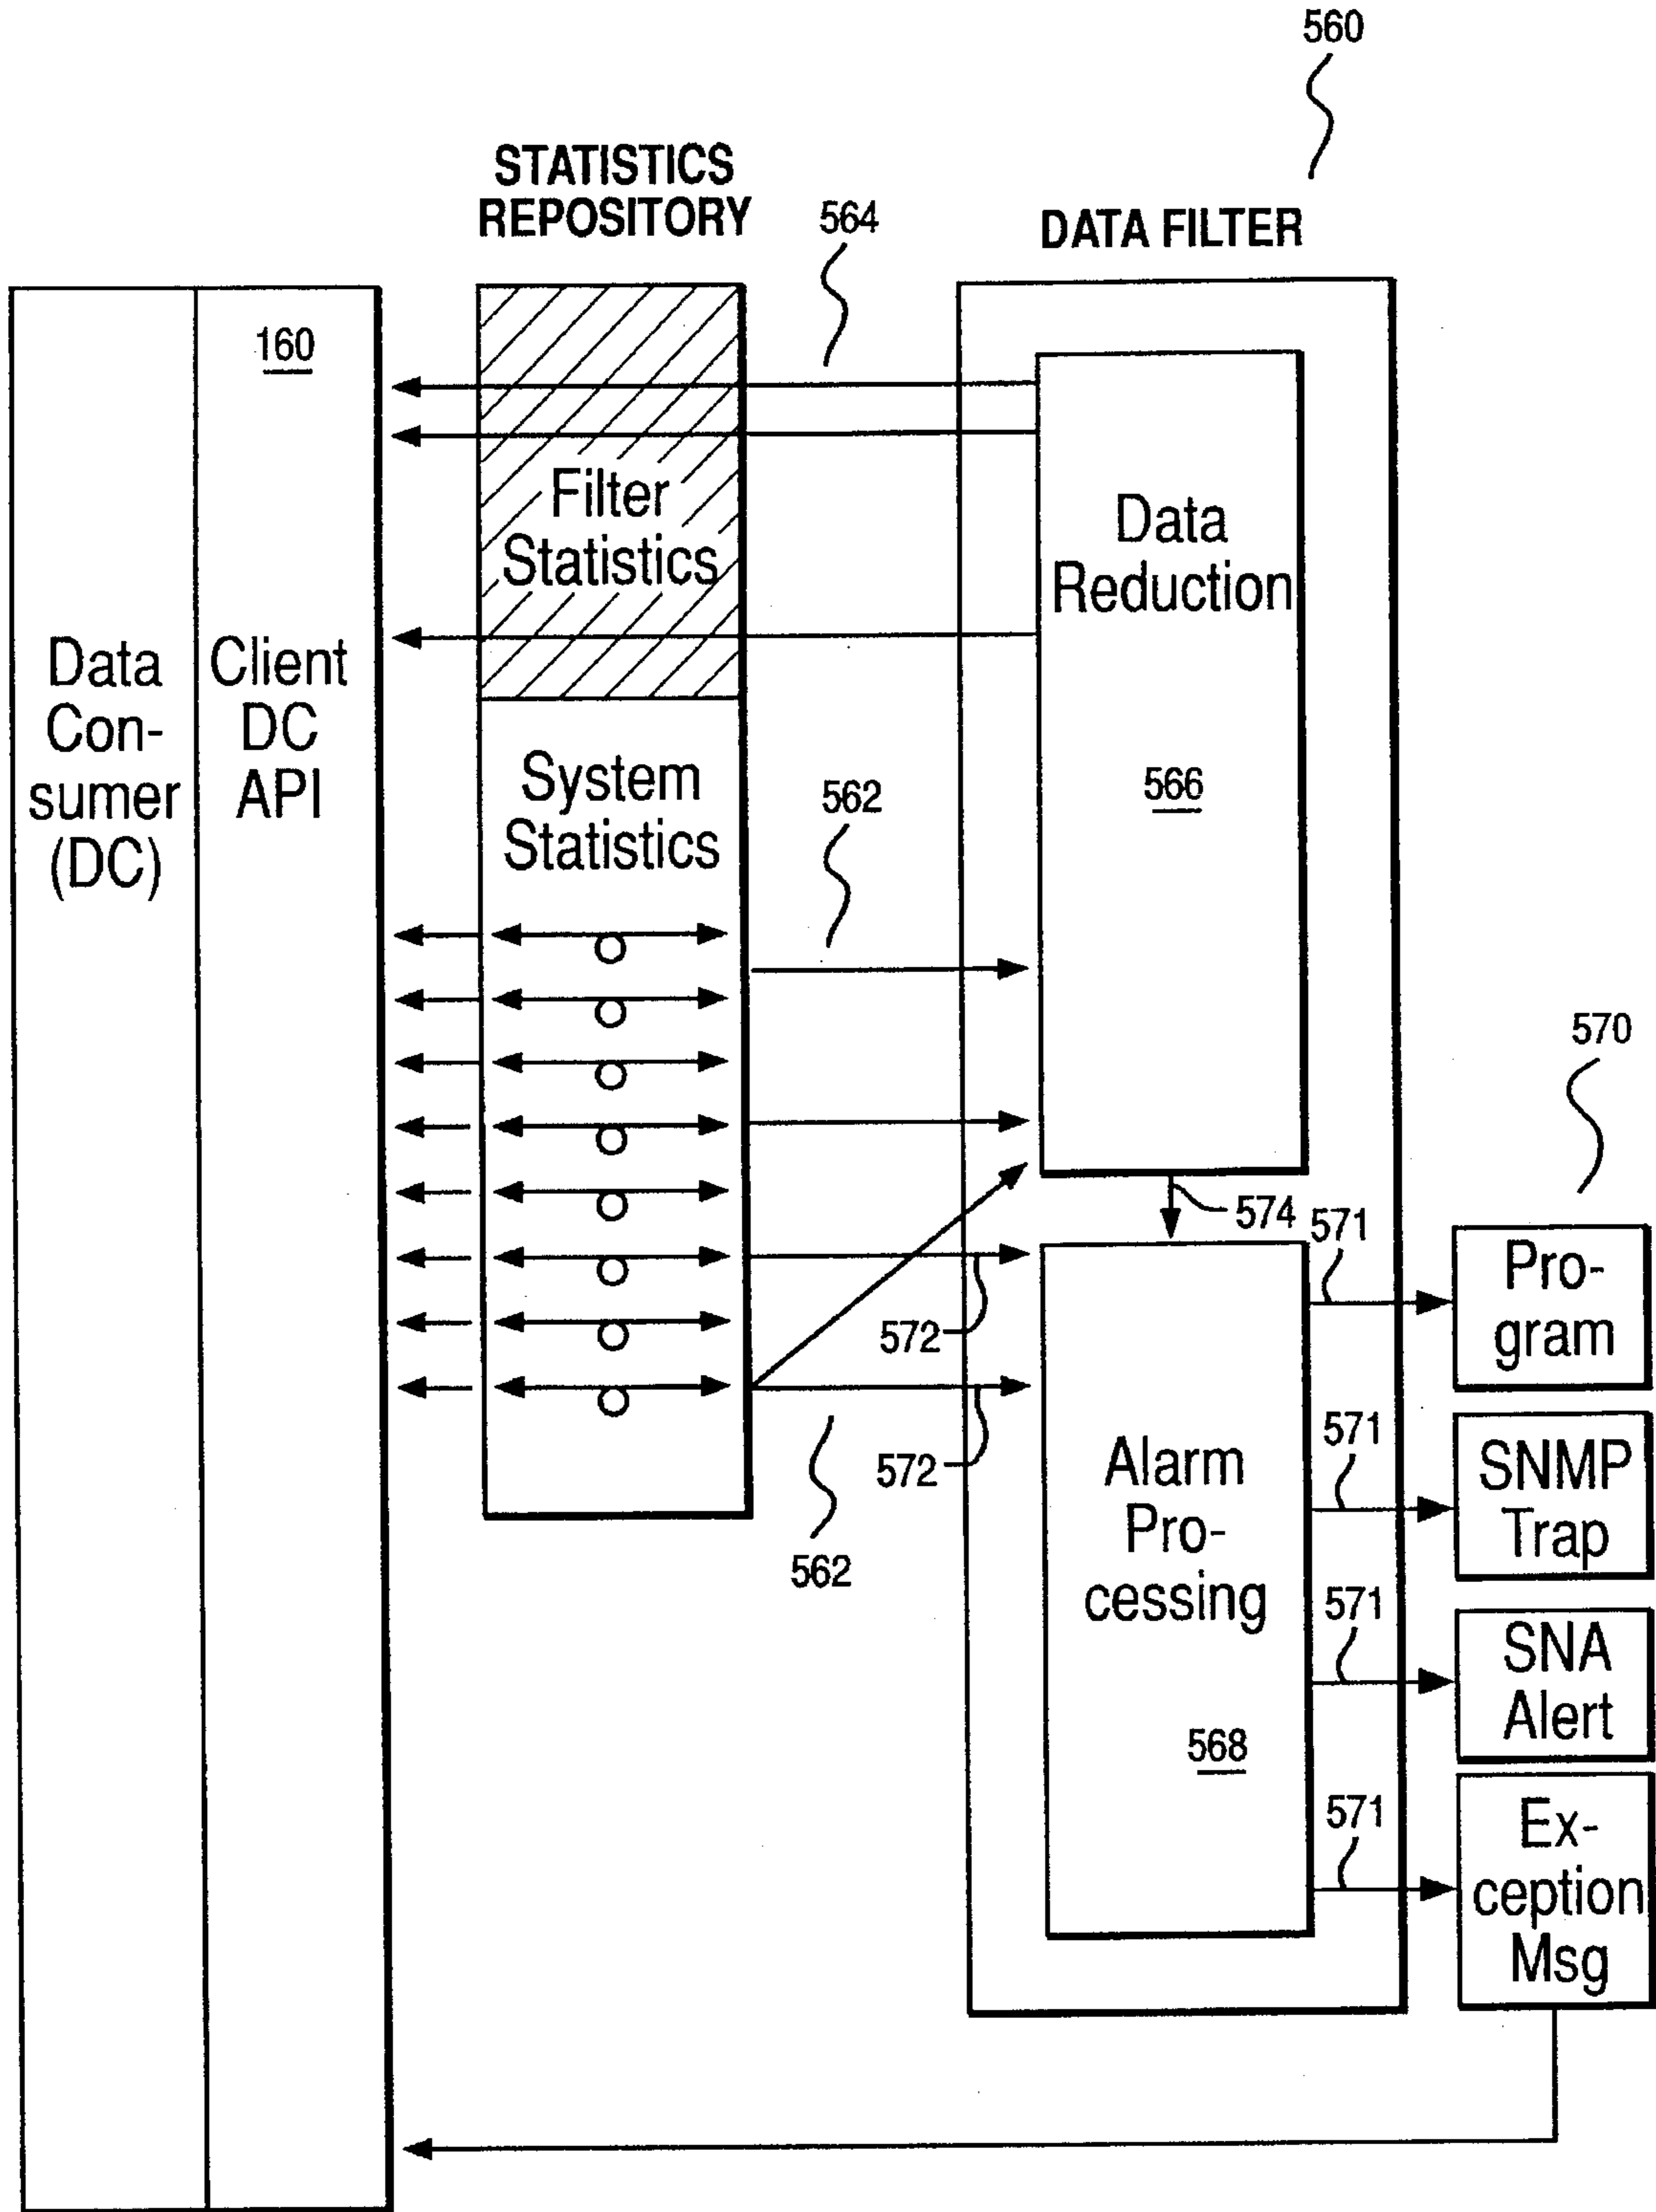 560
STATISTICS
REPOSITORY
564
DATA FILTER
160
Filter
Statistics
Data
Reduction
566
Data
Con-
sumer
(DC)
Client
DC
API
System
Statistics
562
570
574
571
572
Pro-
gram
572
562
Alarm
Pro-
cessing
568
571
SNMP
Trap
571
SNA
Alert
571
Ex-
ception
Msg